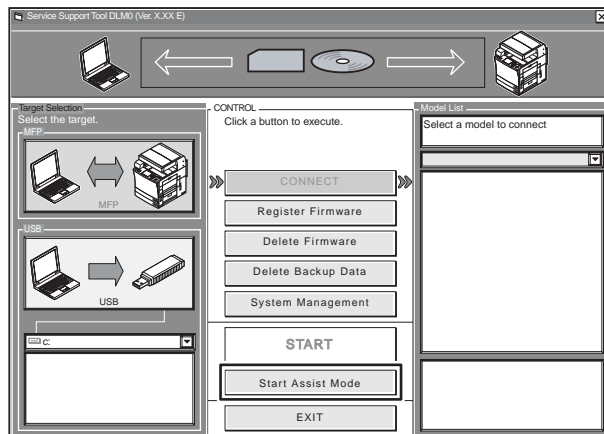 Service Support Tool DLM0 (Ver. X.XX E)
Target Selection
Select the target.
MFP
MFP
USB
USB
C:
CONTROL
Click a button to execute.
CONNECT
Register Firmware
Delete Firmware
Delete Backup Data
System Management
START
Start Assist Mode
EXIT
Model List
Select a model to connect